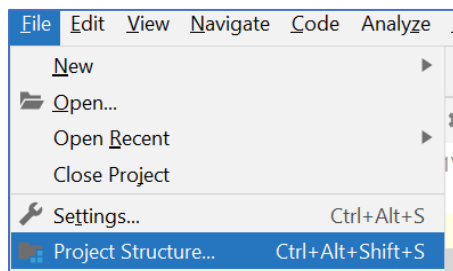 File Edit View Navigate Code Analyze
New
Open...
Open Recent
Close Project
Settings... Ctrl+Alt+S
Project Structure... Ctrl+Alt+Shift+S